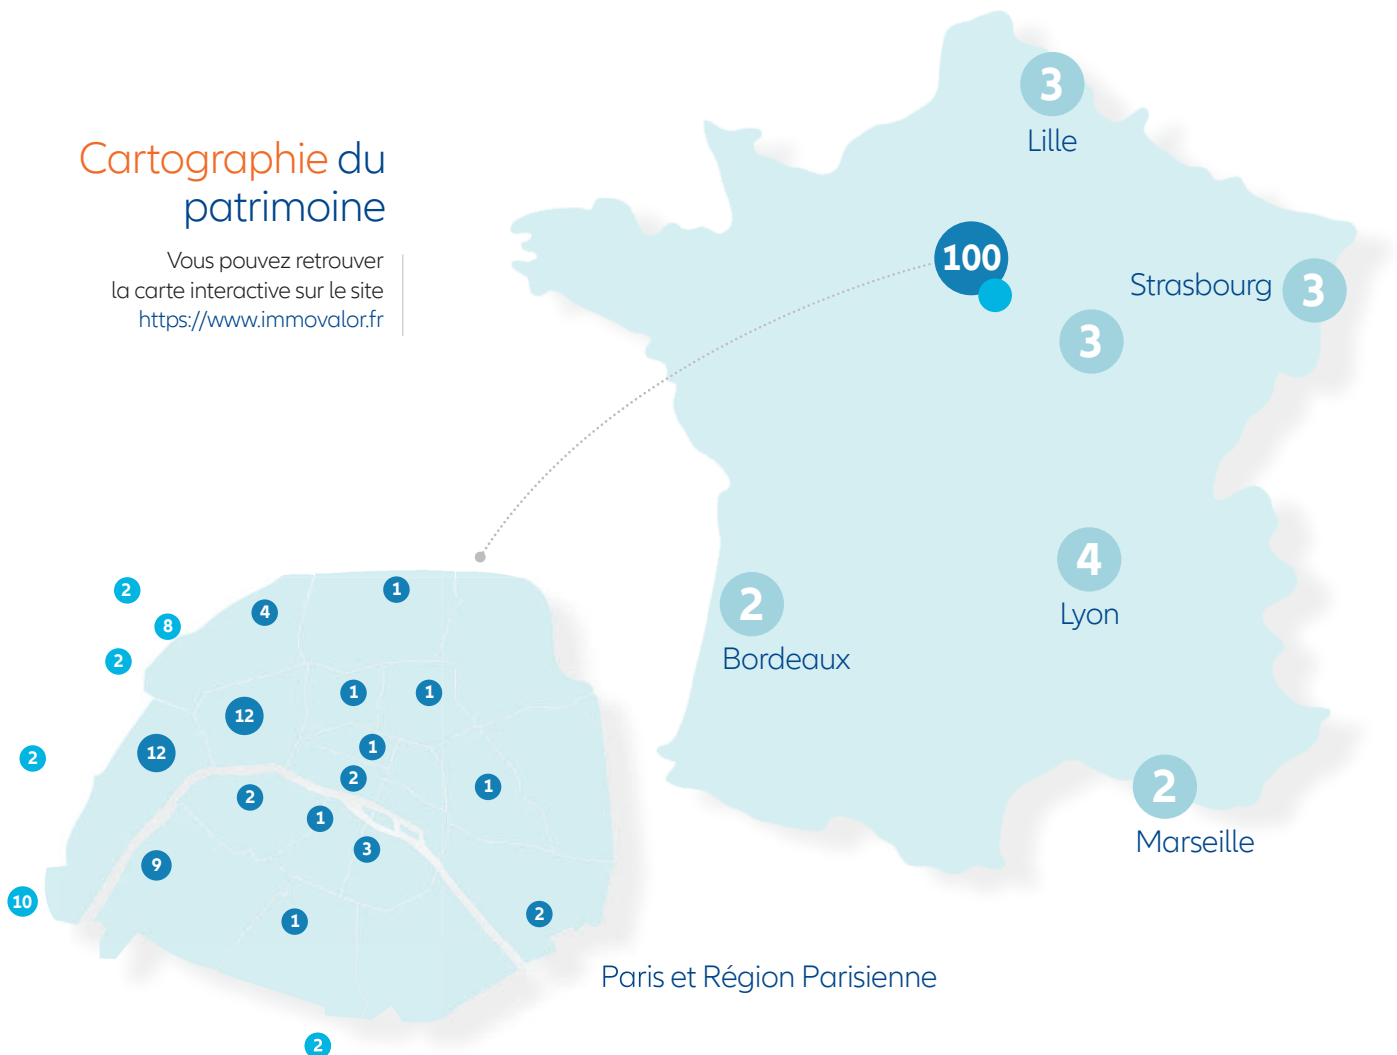 Cartographie du
patrimoine
Vous pouvez retrouver
la carte interactive sur le site
https://www.immovalor.fr
3
Lille
100
Strasbourg 3
3
4
Lyon
2
Bordeaux
2
Marseille
2
1
4
8
2
1
1
12
1
12
2
2
1
2
1
3
9
10
2
1
Paris et Région Parisienne
2